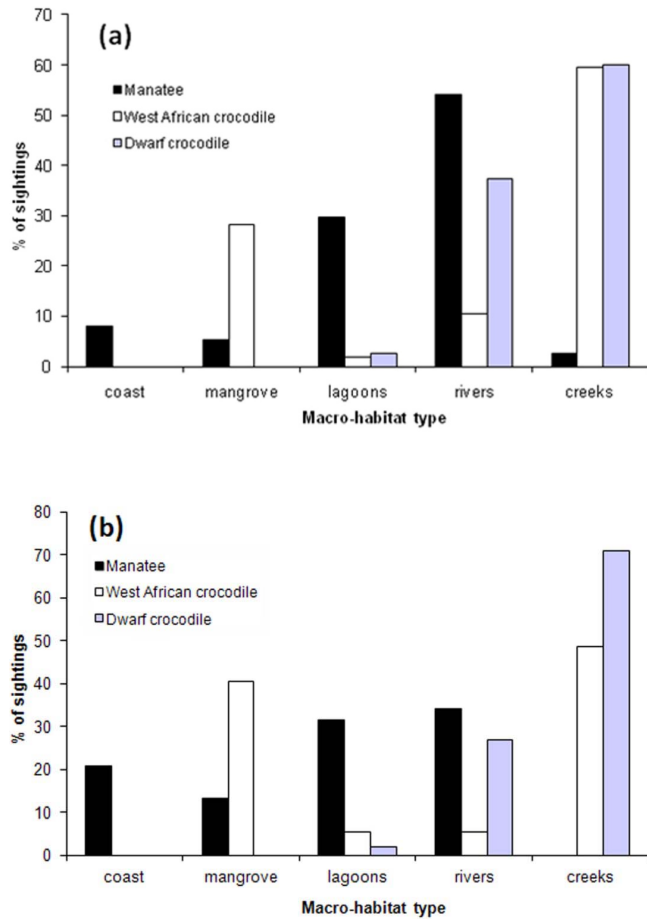 (a)
Manatee
West African crocodile
Dwarf crocodile
% of sightings
70
60
50
40
30
20
10
0
coast mangrove lagoons rivers creeks
Macro-habitat type
(b)
Manatee
West African crocodile
Dwarf crocodile
% of sightings
80
70
60
50
40
30
20
10
0
coast mangrove lagoons rivers creeks
Macro-habitat type